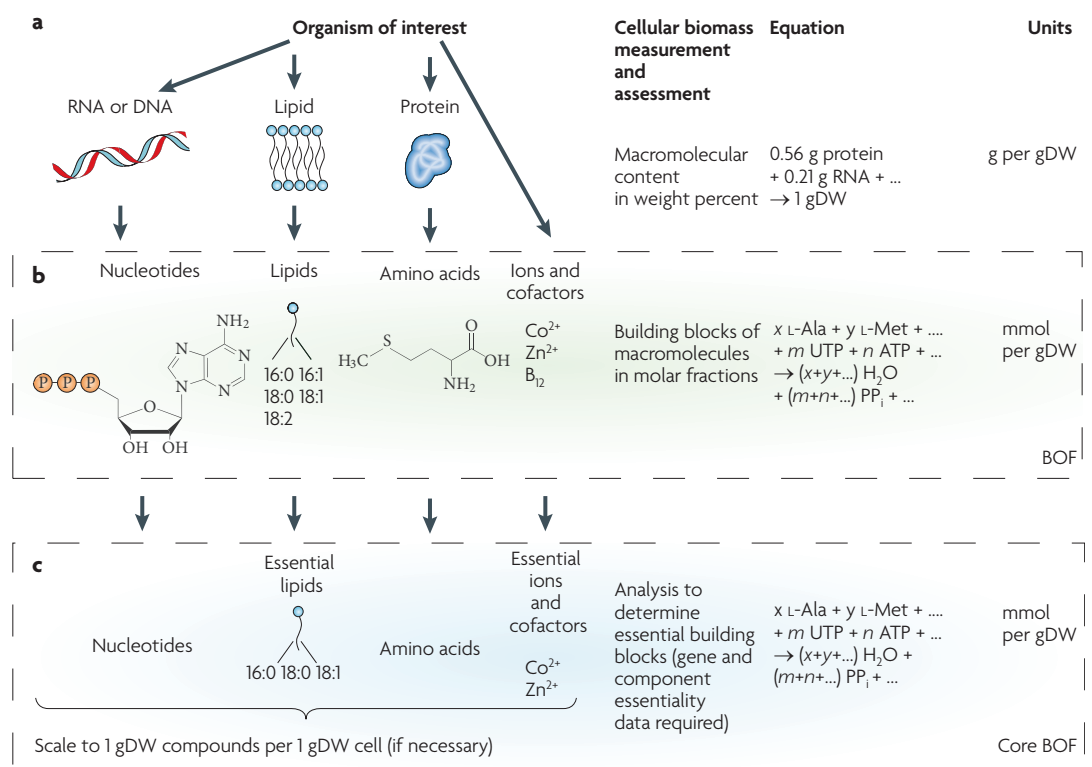 a
Organism of interest
Cellular biomass
measurement
and
assessment
Equation
Units
RNA or DNA
Lipid
Protein
Macromolecular
content
in weight percent
0.56 g protein
+ 0.21 g RNA + ...
→ 1 gDW
g per gDW
b
Nucleotides
Lipids
Amino acids
Ions and
cofactors
NH₂
N
N
N
N
P P P
O
OH OH
16:0 16:1
18:0 18:1
18:2
S
H₃C
O
OH
NH₂
Co²⁺
Zn²⁺
B₁₂
Building blocks of
macromolecules
in molar fractions
x L-Ala + y L-Met + ....
+ m UTP + n ATP + ...
→ (x+y+...) H₂O
+ (m+n+...) PPᵢ + ...
mmol
per gDW
BOF
c
Nucleotides
Essential
lipids
16:0 18:0 18:1
Amino acids
Essential
ions
and
cofactors
Co²⁺
Zn²⁺
Analysis to
determine
essential building
blocks (gene and
component
essentiality
data required)
x L-Ala + y L-Met + ....
+ m UTP + n ATP + ...
→ (x+y+...) H₂O +
(m+n+...) PPᵢ + ...
mmol
per gDW
Scale to 1 gDW compounds per 1 gDW cell (if necessary)
Core BOF